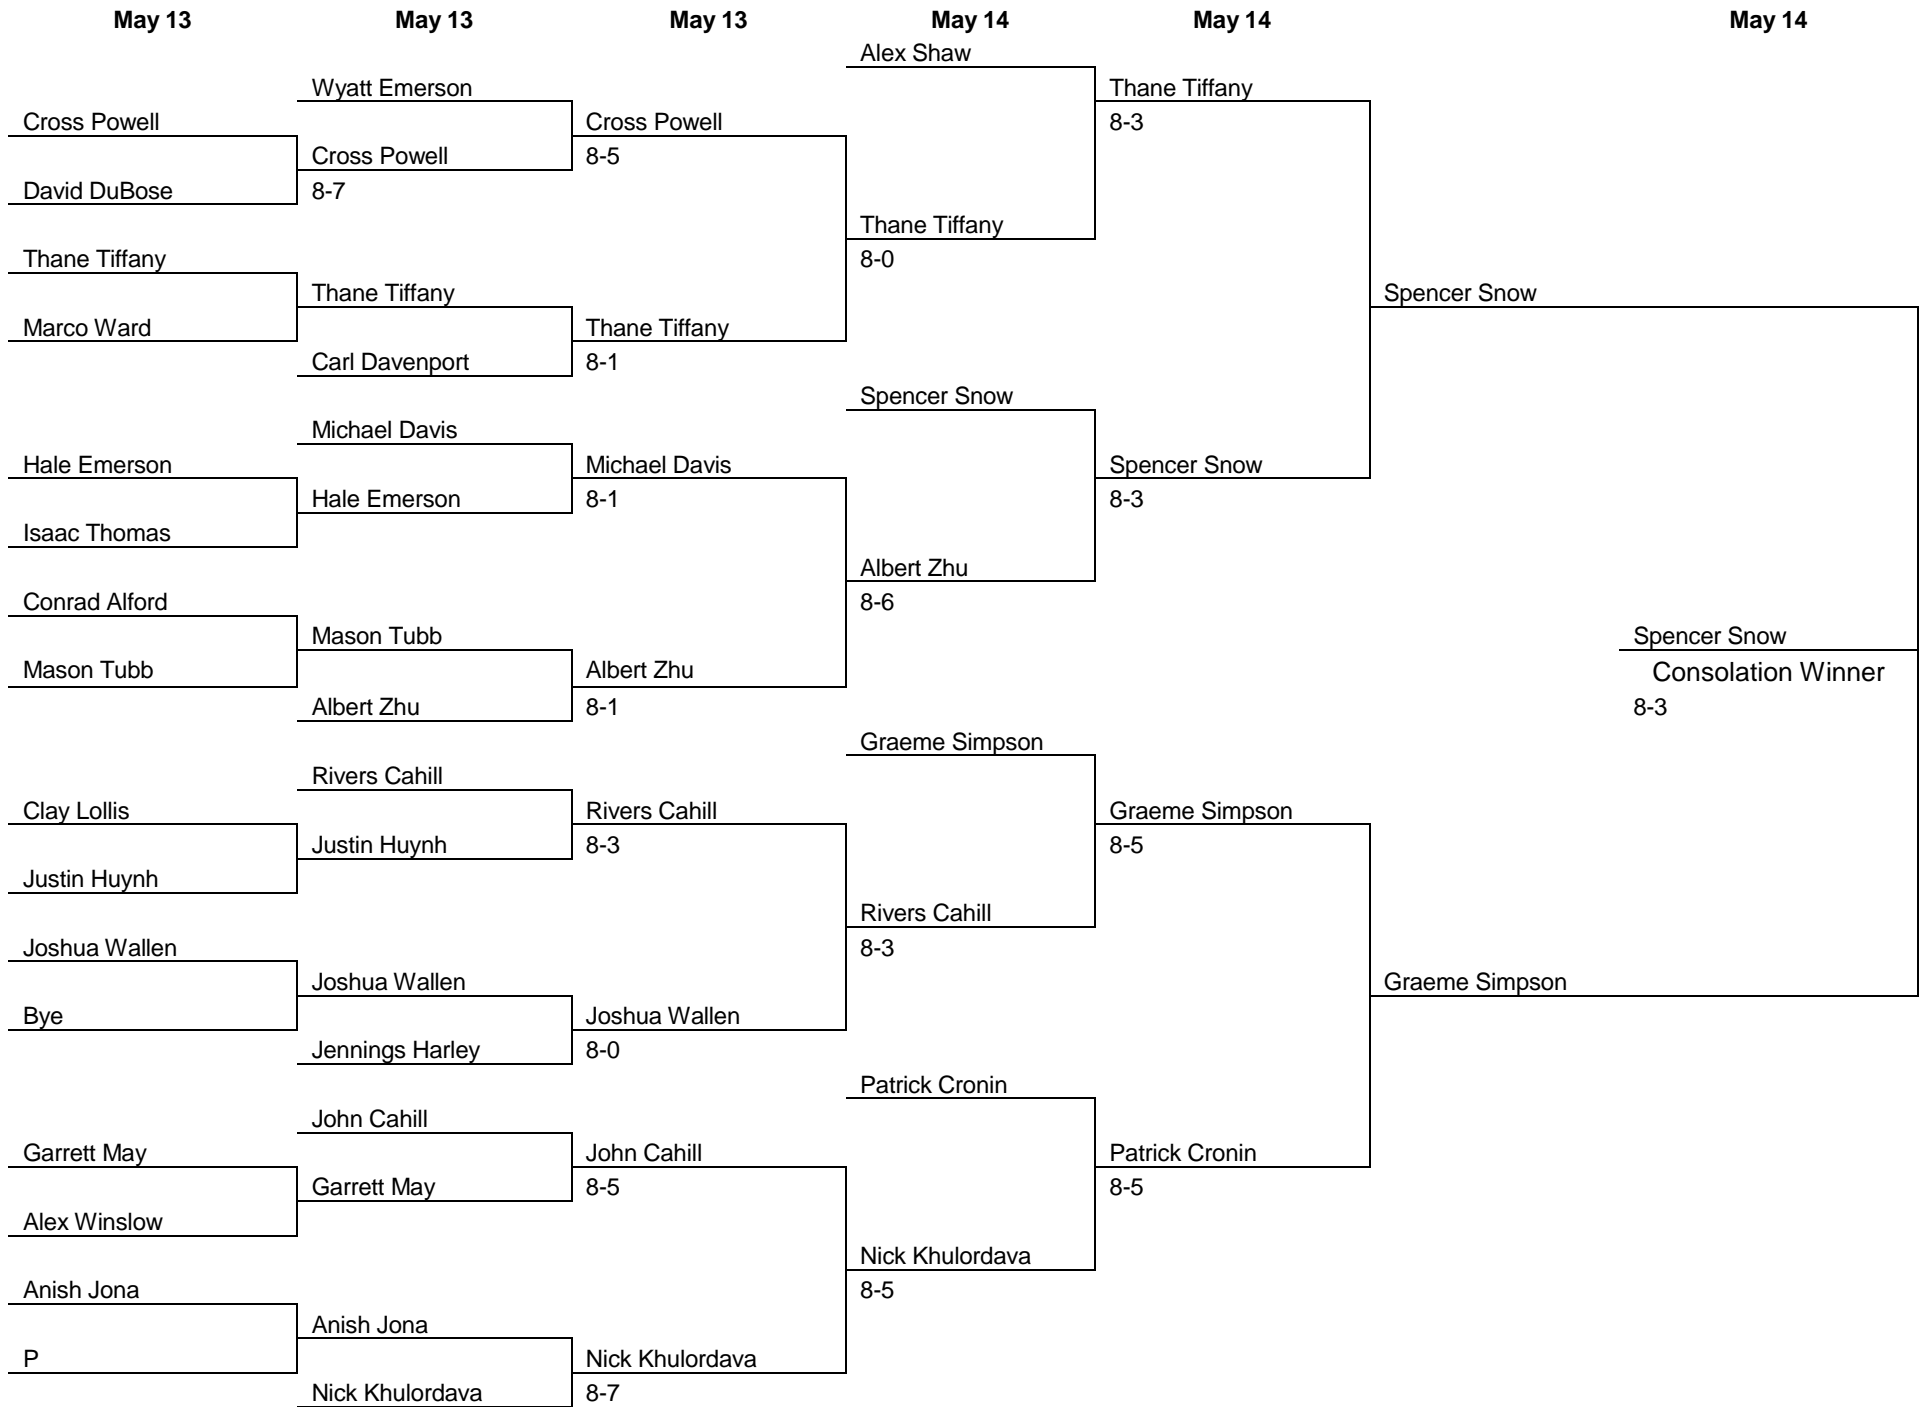 May 13 May 13 May 13 May 14 May 14 May 14
Alex Shaw
Wyatt Emerson Thane Tiffany
Cross Powell Cross Powell 8-3
Cross Powell 8-5
David DuBose 8-7
Thane Tiffany
Thane Tiffany 8-0
Thane Tiffany Spencer Snow
Marco Ward Thane Tiffany
Carl Davenport 8-1
Spencer Snow
Michael Davis
Hale Emerson Michael Davis Spencer Snow
Hale Emerson 8-1 8-3
Isaac Thomas
Albert Zhu
Conrad Alford 8-6
Mason Tubb Spencer Snow
Mason Tubb Albert Zhu Consolation Winner
Albert Zhu 8-1 8-3
Graeme Simpson
Rivers Cahill
Clay Lollis Rivers Cahill Graeme Simpson
Justin Huynh 8-3 8-5
Justin Huynh
Rivers Cahill
Joshua Wallen 8-3
Joshua Wallen Graeme Simpson
Bye Joshua Wallen
Jennings Harley 8-0
Patrick Cronin
John Cahill
Garrett May John Cahill Patrick Cronin
Garrett May 8-5 8-5
Alex Winslow
Nick Khulordava
Anish Jona 8-5
Anish Jona
P Nick Khulordava
Nick Khulordava 8-7